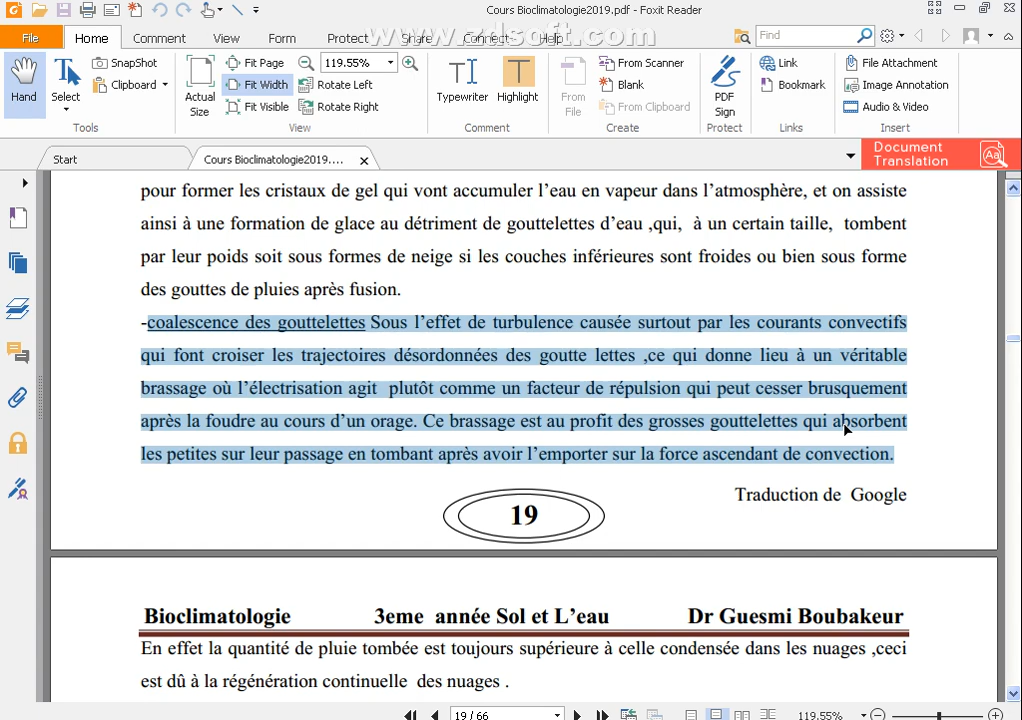 Cours Bioclimatologie2019.pdf - Foxit Reader
www.zdsoft.com
File Home Comment View Form Protect Share Connect Help Find
Hand Select SnapShot Clipboard Actual Size Fit Page Fit Width Fit Visible 119.55% Rotate Left Rotate Right Typewriter Highlight From File From Scanner Blank From Clipboard PDF Sign Link Bookmark File Attachment Image Annotation Audio & Video
Tools View Comment Create Protect Links Insert
Start Cours Bioclimatologie2019.... Document Translation
pour former les cristaux de gel qui vont accumuler l’eau en vapeur dans l’atmosphère, et on assiste
ainsi à une formation de glace au détriment de gouttelettes d’eau ,qui, à un certain taille, tombent
par leur poids soit sous formes de neige si les couches inférieures sont froides ou bien sous forme
des gouttes de pluies après fusion.
-coalescence des gouttelettes Sous l’effet de turbulence causée surtout par les courants convectifs
qui font croiser les trajectoires désordonnées des goutte lettes ,ce qui donne lieu à un véritable
brassage où l’électrisation agit plutôt comme un facteur de répulsion qui peut cesser brusquement
après la foudre au cours d’un orage. Ce brassage est au profit des grosses gouttelettes qui absorbent
les petites sur leur passage en tombant après avoir l’emporter sur la force ascendant de convection.
Traduction de Google
19
Bioclimatologie 3eme année Sol et L’eau Dr Guesmi Boubakeur
En effet la quantité de pluie tombée est toujours supérieure à celle condensée dans les nuages ,ceci
est dû à la régénération continuelle des nuages .
19 / 66 119.55%